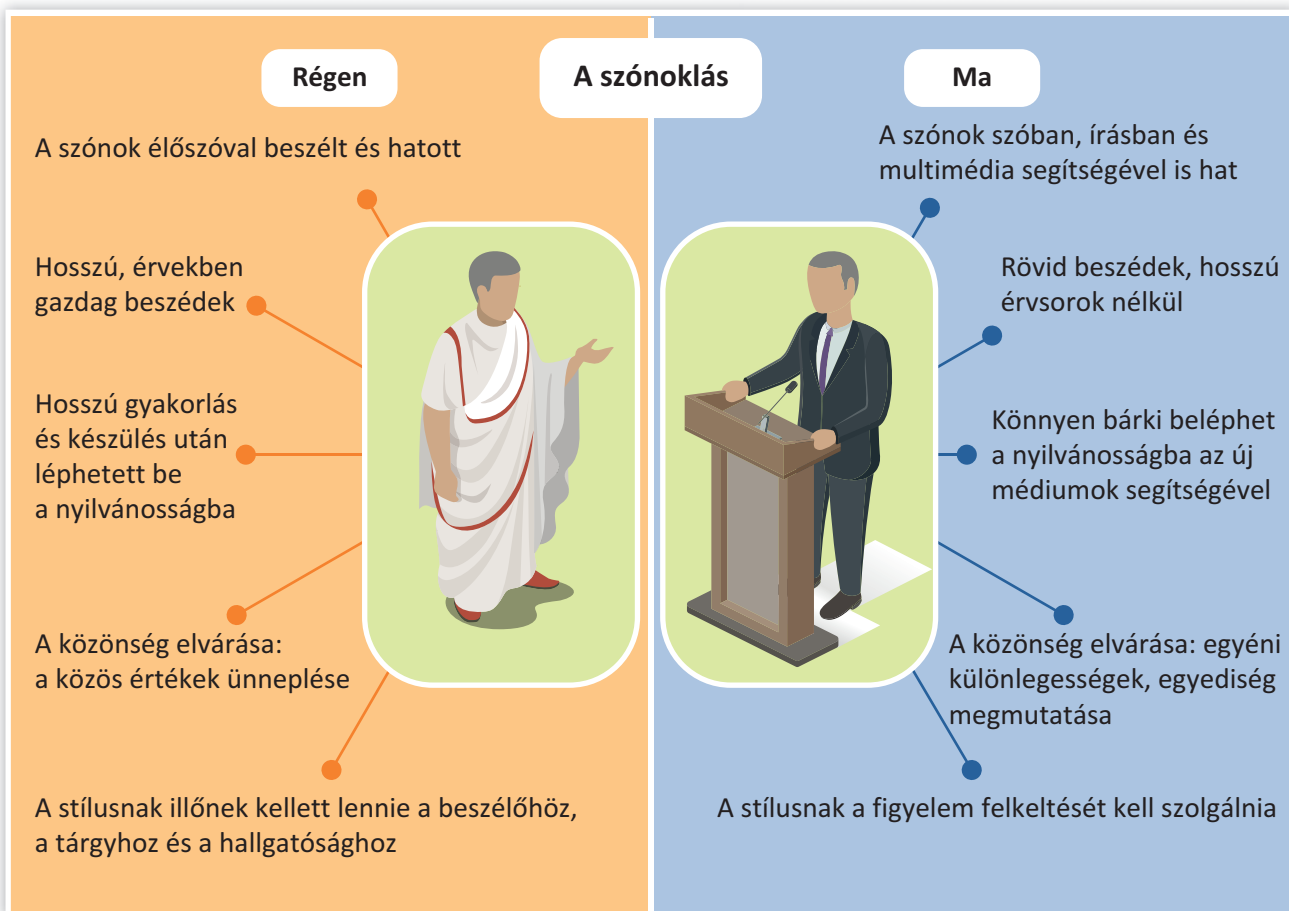 A szónoklás
Régen
A szónok élőszóval beszélt és hatott
Hosszú, érvekben
gazdag beszédek
Hosszú gyakorlás
és készülés után
léphetett be
a nyilvánosságba
A közönség elvárása:
a közös értékek ünneplése
A stílusnak illőnek kellett lennie a beszélőhöz,
a tárgyhoz és a hallgatósághoz
Ma
A szónok szóban, írásban és
multimédia segítségével is hat
Rövid beszédek, hosszú
érvsorok nélkül
Könnyen bárki beléphet
a nyilvánosságba az új
médiumok segítségével
A közönség elvárása: egyéni
különlegességek, egyediség
megmutatása
A stílusnak a figyelem felkeltését kell szolgálnia